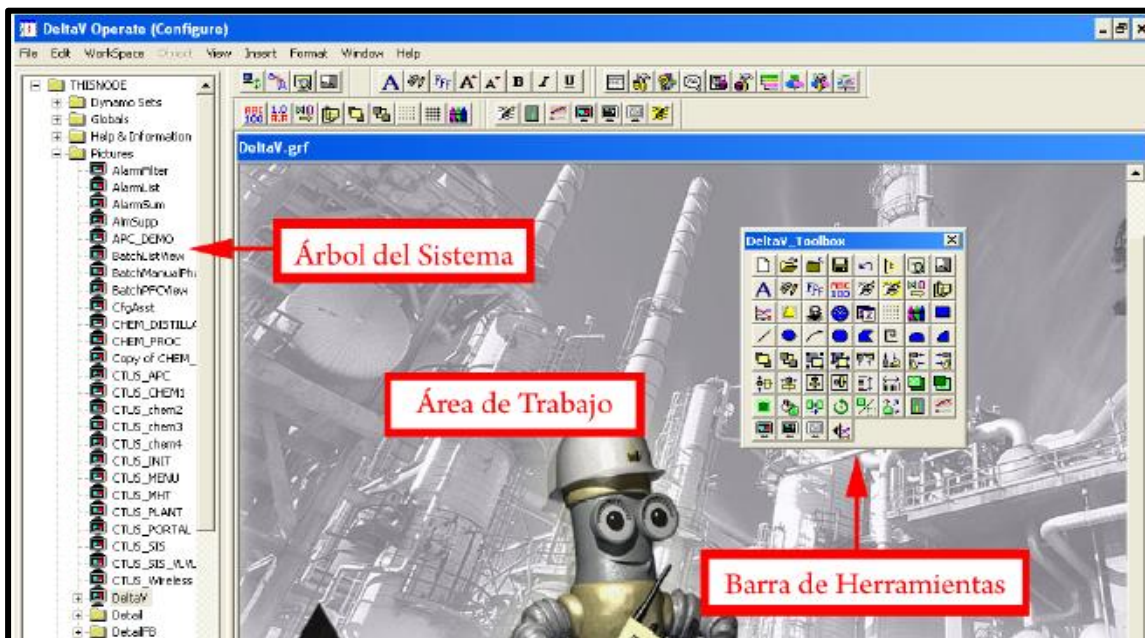 DeltaV Operate (Configure)
File Edit WorkSpace Object View Insert Format Window Help
THISNODE
Dynamo Sets
Globals
Help & Information
Pictures
AlarmFilter
AlarmList
AlarmSum
AlmSupp
APC_DEMO
BatchListView
BatchManualPha
BatchPFCView
CfgAsst
CHEM_DISTILLA
CHEM_PROC
Copy of CHEM_
CTUS_APC
CTUS_CHEM1
CTUS_chem2
CTUS_chem3
CTUS_chem4
CTUS_INIT
CTUS_MENU
CTUS_MHT
CTUS_PLANT
CTUS_PORTAL
CTUS_SIS
CTUS_Wireless
DeltaV
Detail
DetailFB
DeltaV.grf
Árbol del Sistema
DeltaV_Toolbox
Área de Trabajo
Barra de Herramientas